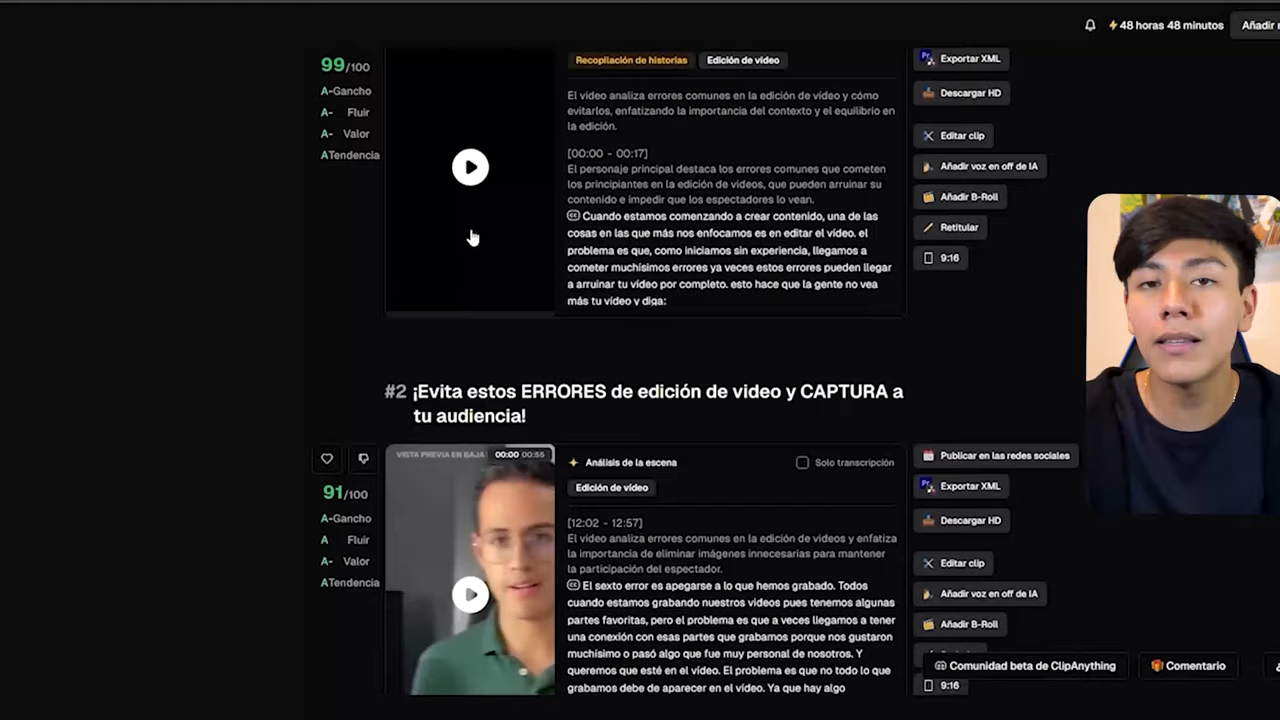 48 horas 48 minutos
Añadir
99/100
A- Gancho
A- Fluir
A- Valor
A Tendencia
Recopilación de historias
Edición de vídeo
El vídeo analiza errores comunes en la edición de vídeo y cómo
evitarlos, enfatizando la importancia del contexto y el equilibrio en
la edición.
[00:00 - 00:17]
El personaje principal destaca los errores comunes que cometen
los principiantes en la edición de videos, que pueden arruinar su
contenido e impedir que los espectadores lo vean.
Cuando estamos comenzando a crear contenido, una de las
cosas en las que más nos enfocamos es en editar el vídeo. el
problema es que, como iniciamos sin experiencia, llegamos a
cometer muchísimos errores ya veces estos errores pueden llegar
a arruinar tu vídeo por completo. esto hace que la gente no vea
más tu vídeo y diga:
Exportar XML
Descargar HD
Editar clip
Añadir voz en off de IA
Añadir B-Roll
Retitular
9:16
#2 ¡Evita estos ERRORES de edición de video y CAPTURA a
tu audiencia!
91/100
A- Gancho
A Fluir
A- Valor
A Tendencia
VISTA PREVIA EN BAJA
00:00 00:55
Análisis de la escena
Solo transcripción
Edición de vídeo
[12:02 - 12:57]
El video analiza errores comunes en la edición de videos y enfatiza
la importancia de eliminar imágenes innecesarias para mantener
la participación del espectador.
El sexto error es apegarse a lo que hemos grabado. Todos
cuando estamos grabando nuestros videos pues tenemos algunas
partes favoritas, pero el problema es que a veces llegamos a tener
una conexión con esas partes que grabamos porque nos gustaron
muchísimo o pasó algo que fue muy personal de nosotros. Y
queremos que esté en el vídeo. El problema es que no todo lo que
grabamos debe de aparecer en el vídeo. Ya que hay algo
Publicar en las redes sociales
Exportar XML
Descargar HD
Editar clip
Añadir voz en off de IA
Añadir B-Roll
9:16
Comunidad beta de ClipAnything
Comentario